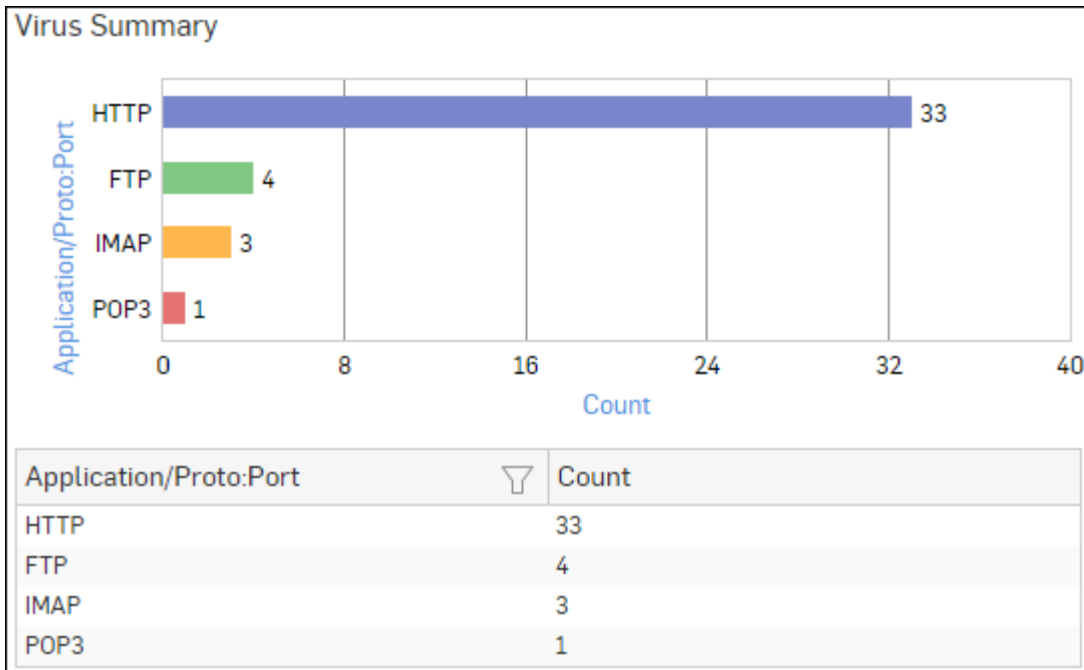 Virus Summary
Application/Proto:Port
HTTP 33
FTP 4
IMAP 3
POP3 1
0 8 16 24 32 40
Count
Application/Proto:Port Count
HTTP 33
FTP 4
IMAP 3
POP3 1